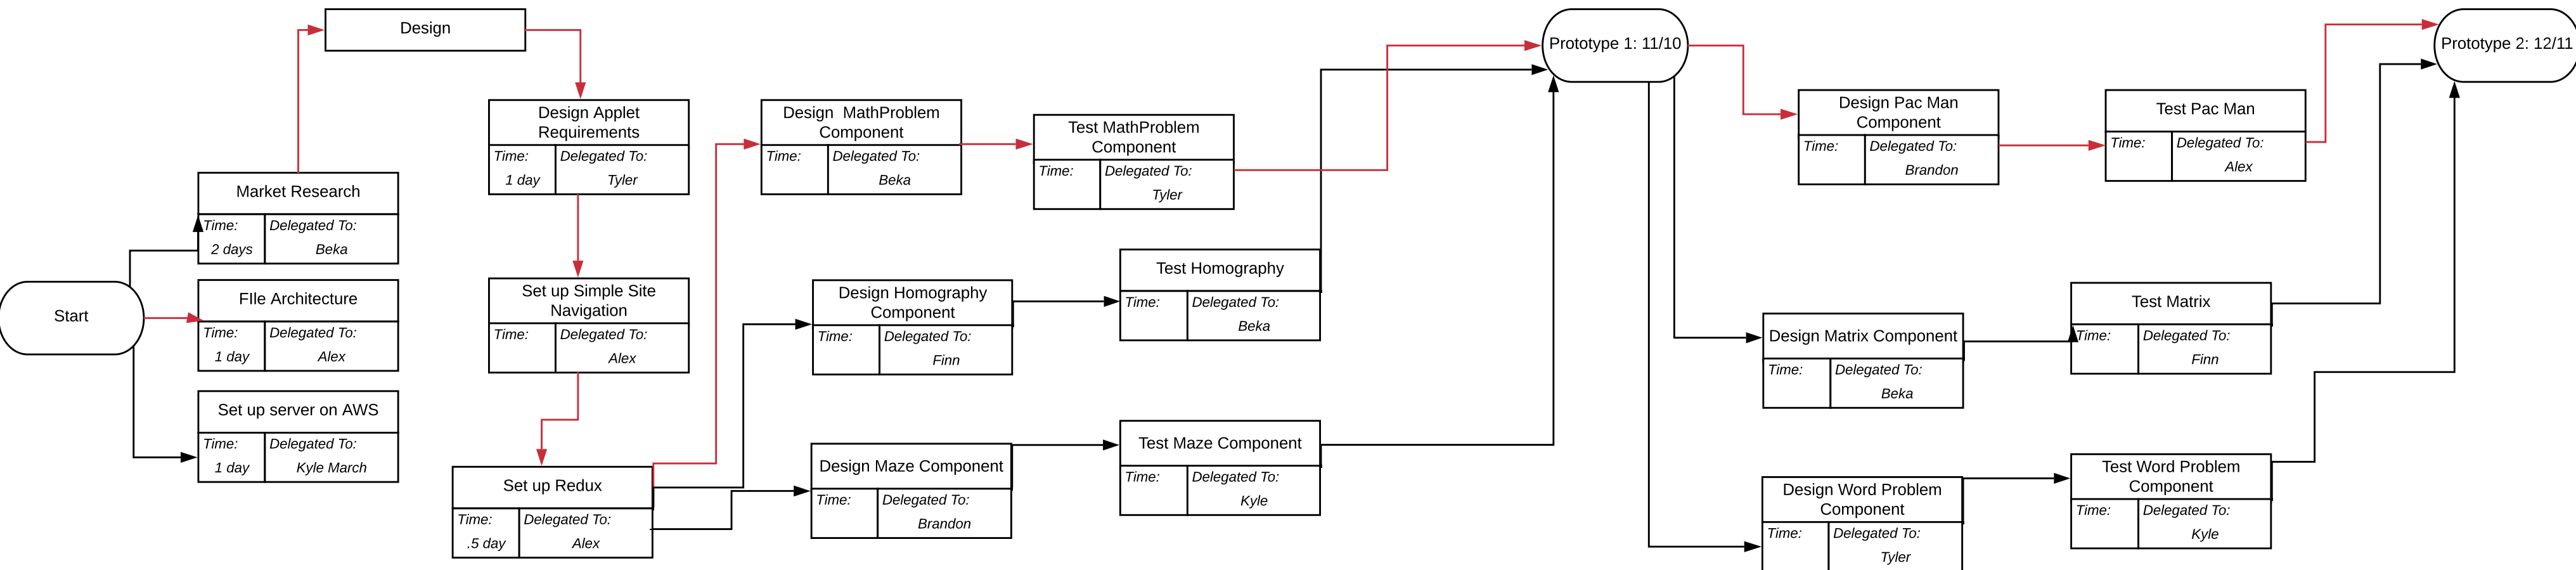 Design
Prototype 1: 11/10
Prototype 2: 12/11
Design Applet
Requirements
Time:
1 day
Delegated To:
Tyler
Design  MathProblem
Component
Time:
Delegated To:
Beka
Test MathProblem
Component
Time:
Delegated To:
Tyler
Design Pac Man
Component
Time:
Delegated To:
Brandon
Test Pac Man
Time:
Delegated To:
Alex
Market Research
Time:
2 days
Delegated To:
Beka
Start
FIle Architecture
Time:
1 day
Delegated To:
Alex
Set up server on AWS
Time:
1 day
Delegated To:
Kyle March
Set up Simple Site
Navigation
Time:
Delegated To:
Alex
Set up Redux
Time:
.5 day
Delegated To:
Alex
Design Homography
Component
Time:
Delegated To:
Finn
Test Homography
Time:
Delegated To:
Beka
Design Maze Component
Time:
Delegated To:
Brandon
Test Maze Component
Time:
Delegated To:
Kyle
Design Matrix Component
Time:
Delegated To:
Beka
Test Matrix
Time:
Delegated To:
Finn
Design Word Problem
Component
Time:
Delegated To:
Tyler
Test Word Problem
Component
Time:
Delegated To:
Kyle